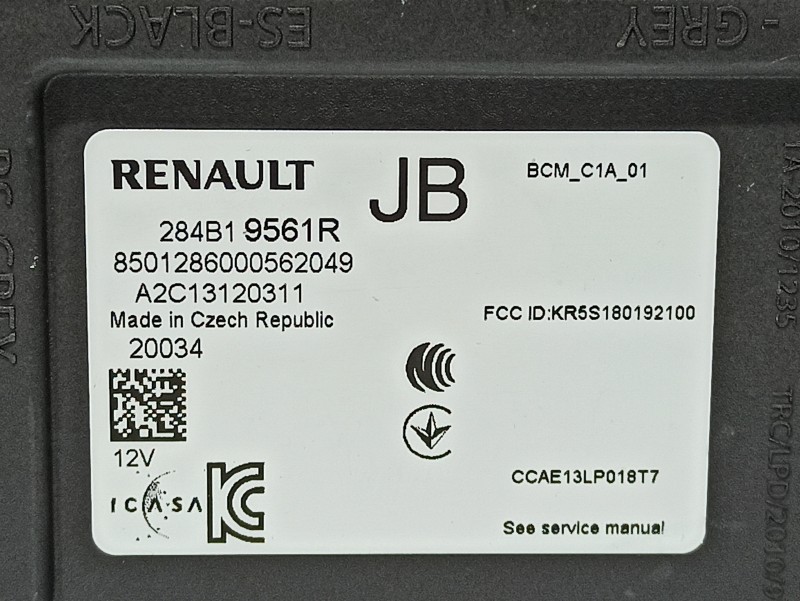 ES-BLACK
- GREY
RENAULT
JB
BCM_C1A_01
284B1 9561R
8501286000562049
A2C13120311
Made in Czech Republic
FCC ID:KR5S180192100
20034
12V
CCAE13LP018T7
ICASA
See service manual
TA 2010/1235
TRC/LPD/2010/9